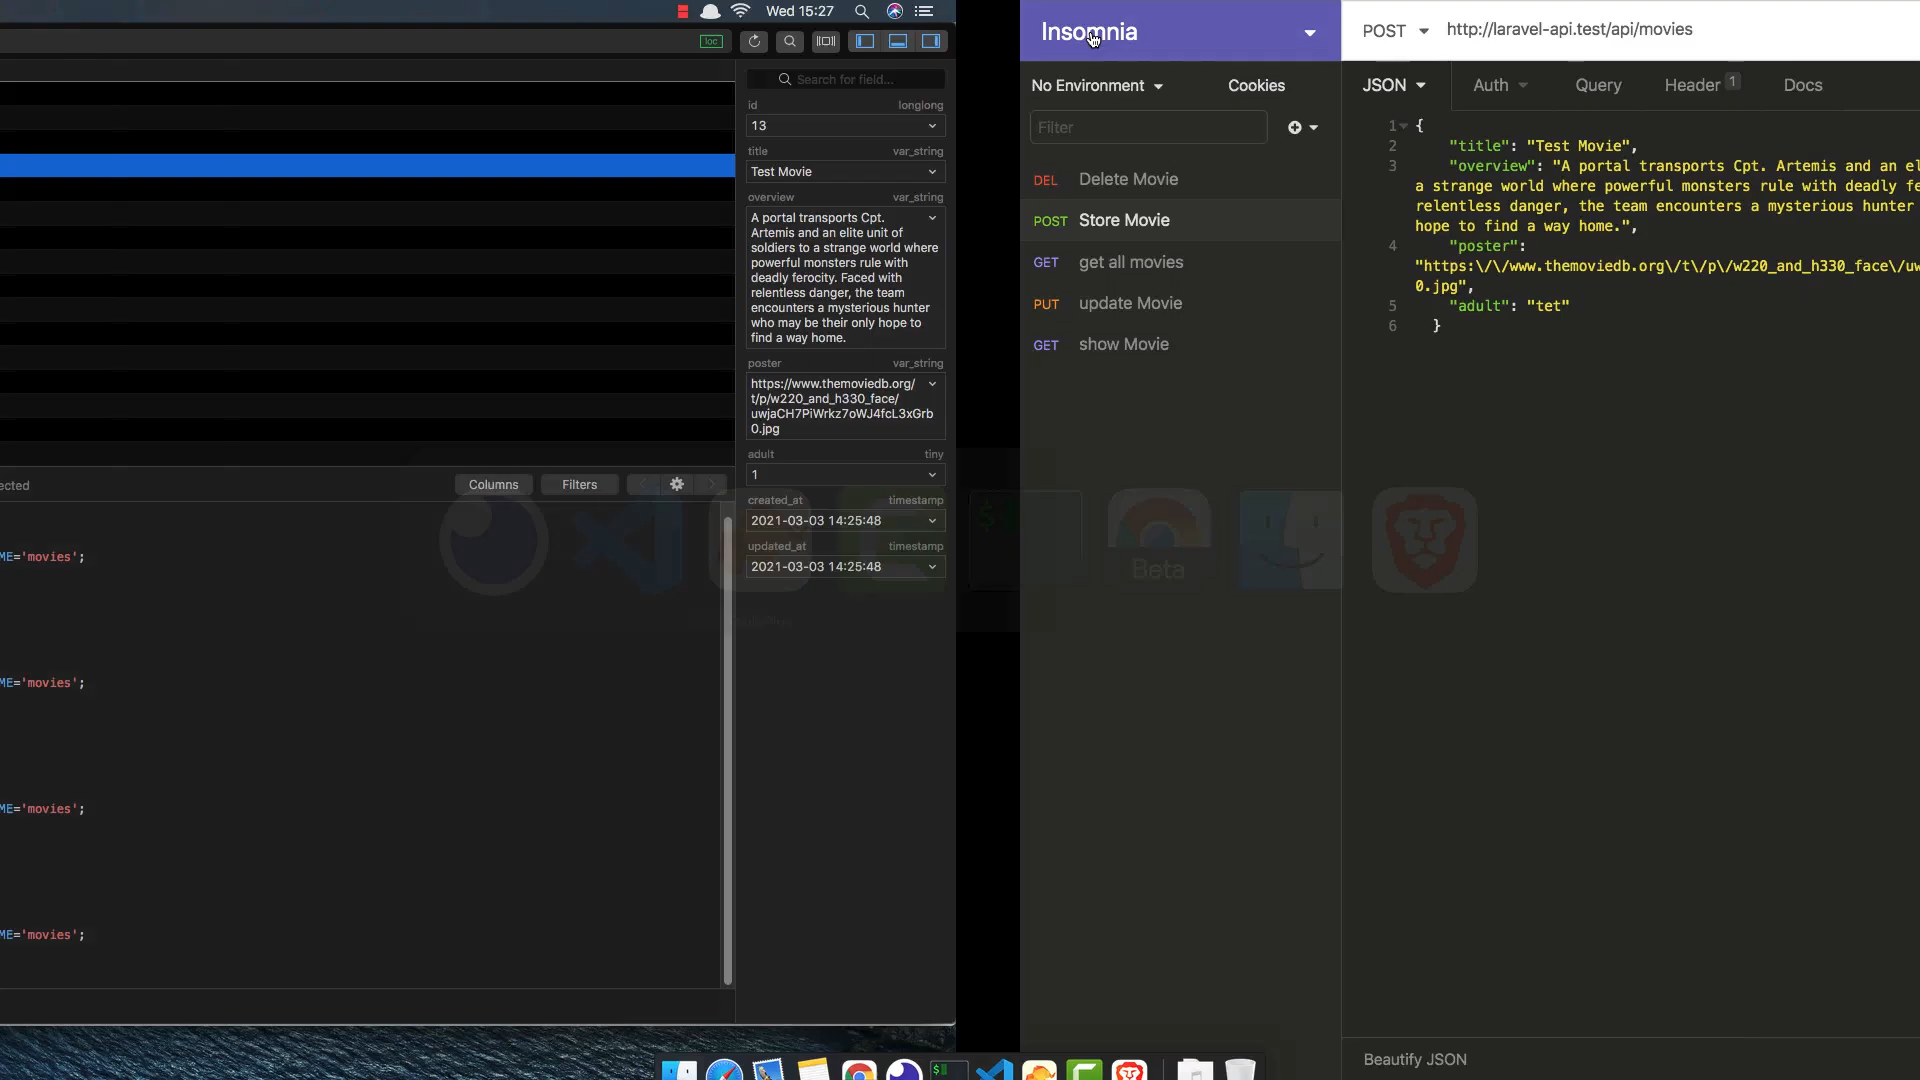 Wed 15:27
loc
Search for field...
id longlong
13
title var_string
Test Movie
overview var_string
A portal transports Cpt.
Artemis and an elite unit of
soldiers to a strange world where
powerful monsters rule with
deadly ferocity. Faced with
relentless danger, the team
encounters a mysterious hunter
who may be their only hope to
find a way home.
poster var_string
https://www.themoviedb.org/
t/p/w220_and_h330_face/
uwjaCH7PiWrkz7oWJ4fcL3xGrb
0.jpg
adult tiny
1
created_at timestamp
2021-03-03 14:25:48
updated_at timestamp
2021-03-03 14:25:48
ected
Columns Filters
ME='movies';
ME='movies';
ME='movies';
ME='movies';
Beta
Insomnia
No Environment Cookies
Filter
DEL Delete Movie
POST Store Movie
GET get all movies
PUT update Movie
GET show Movie
POST http://laravel-api.test/api/movies
JSON Auth Query Header 1 Docs
1 {
2 "title": "Test Movie",
3 "overview": "A portal transports Cpt. Artemis and an el
a strange world where powerful monsters rule with deadly fe
relentless danger, the team encounters a mysterious hunter
hope to find a way home.",
4 "poster":
"https:\/\/www.themoviedb.org\/t\/p\/w220_and_h330_face\/uw
0.jpg",
5 "adult": "tet"
6 }
Beautify JSON